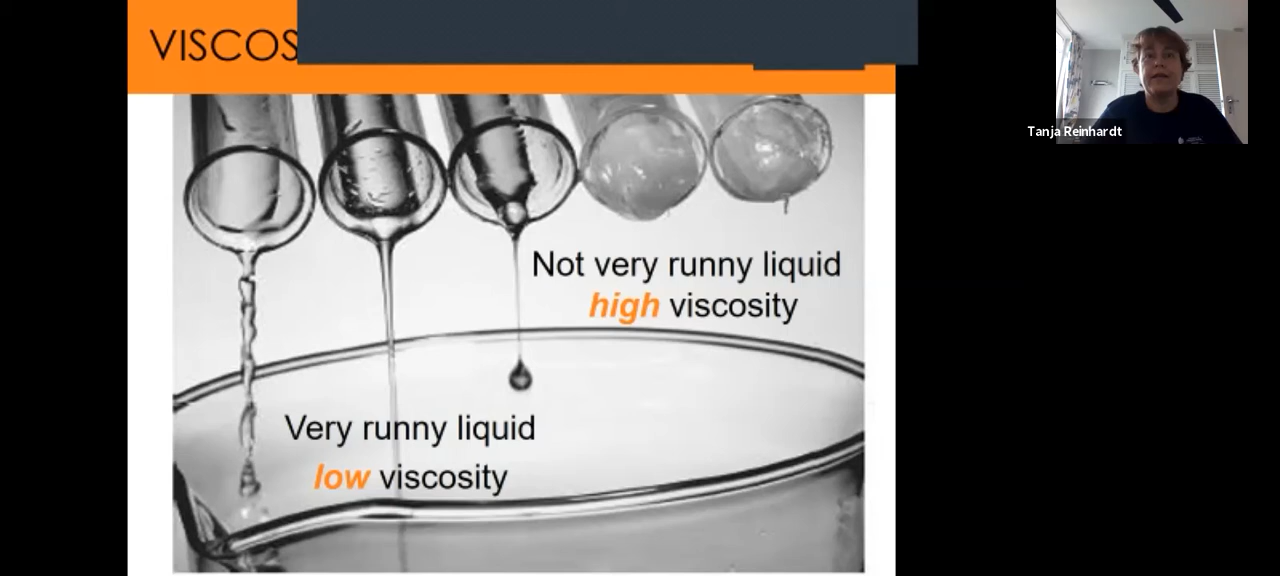 VISCOS
Tanja Reinhardt
Not very runny liquid
high viscosity
Very runny liquid
low viscosity